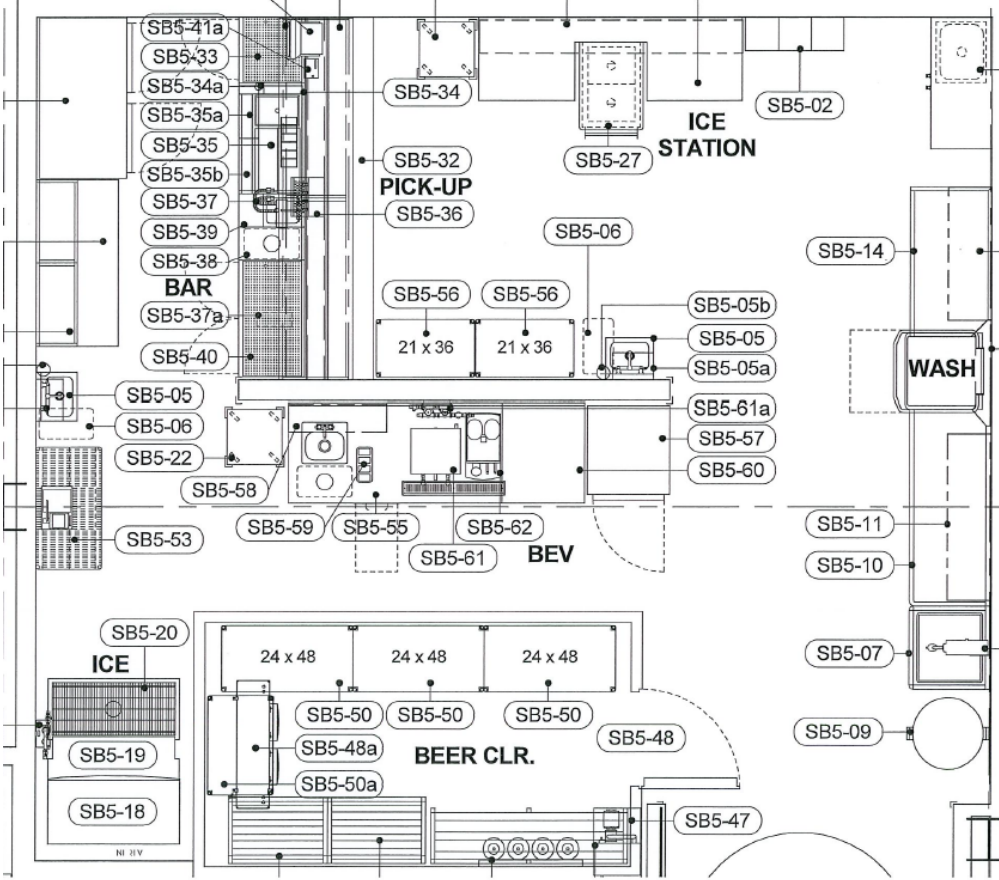 SB5-41a
SB5-33
SB5-34a
SB5-34
SB5-35a
SB5-02
SB5-35
ICE
STATION
SB5-32
SB5-27
SB5-35b
PICK-UP
SB5-37
SB5-36
SB5-39
SB5-06
SB5-38
SB5-14
BAR
SB5-56
SB5-56
SB5-37a
SB5-05b
SB5-05
21 x 36
21 x 36
SB5-40
SB5-05a
WASH
SB5-05
SB5-61a
SB5-06
SB5-57
SB5-22
SB5-60
SB5-58
SB5-59
SB5-55
SB5-62
SB5-11
SB5-53
SB5-61
BEV
SB5-10
SB5-20
ICE
24 x 48
24 x 48
24 x 48
SB5-07
SB5-50
SB5-50
SB5-50
SB5-48
SB5-09
SB5-19
SB5-48a
BEER CLR.
SB5-50a
SB5-18
SB5-47
AIR IN